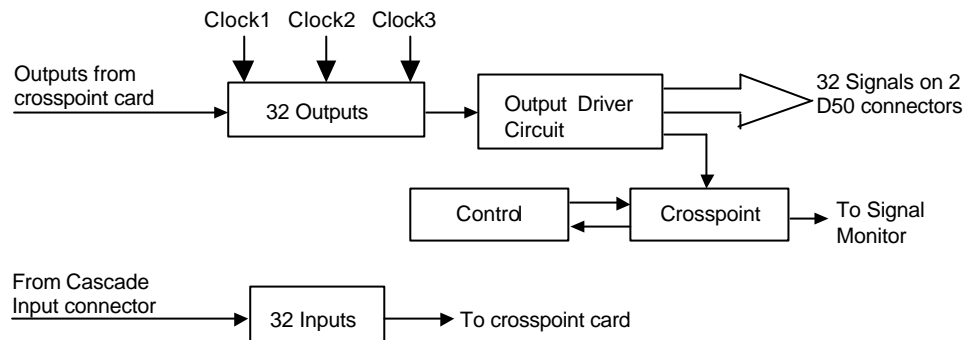 Clock1 Clock2 Clock3
Outputs from
crosspoint card
32 Outputs
Output Driver
Circuit
32 Signals on 2
D50 connectors
Control
Crosspoint
To Signal
Monitor
From Cascade
Input connector
32 Inputs
To crosspoint card